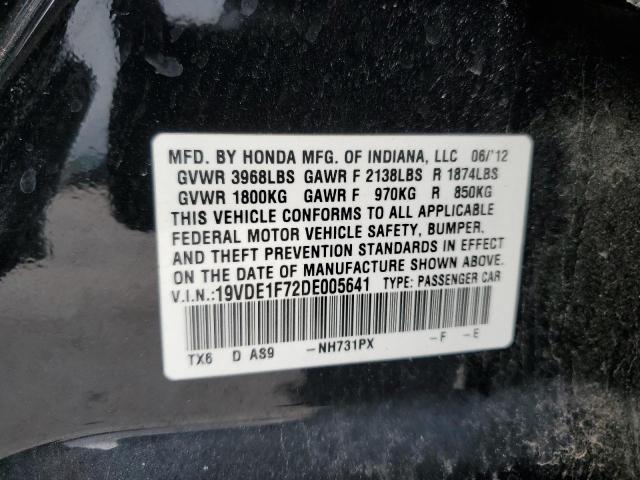 MFD. BY HONDA MFG. OF INDIANA, LLC 06/'12
GVWR 3968LBS GAWR F 2138LBS R 1874LBS
GVWR 1800KG GAWR F 970KG R 850KG
THIS VEHICLE CONFORMS TO ALL APPLICABLE
FEDERAL MOTOR VEHICLE SAFETY, BUMPER,
AND THEFT PREVENTION STANDARDS IN EFFECT
ON THE DATE OF MANUFACTURE SHOWN ABOVE.
V.I.N.:19VDE1F72DE005641 TYPE: PASSENGER CAR
TX6 D AS9 -NH731PX -F -E